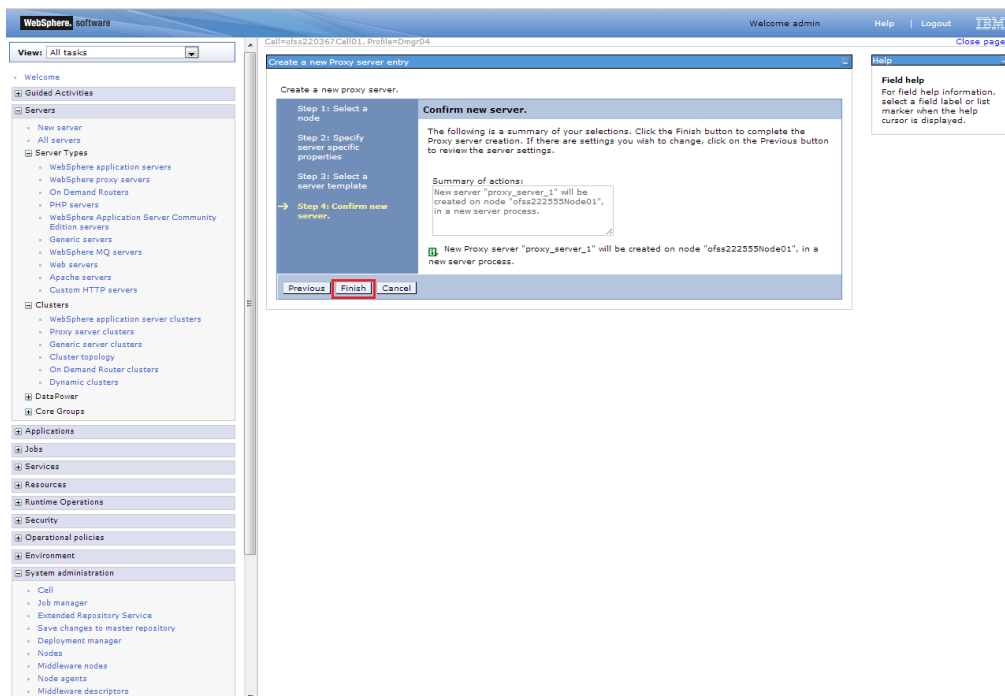 WebSphere. software
Welcome admin
Help | Logout
IBM
View: All tasks
Welcome
Guided Activities
Servers
New server
All servers
Server Types
WebSphere application servers
WebSphere proxy servers
On Demand Routers
PHP servers
WebSphere Application Server Community
Edition servers
Generic servers
WebSphere MQ servers
Web servers
Apache servers
Custom HTTP servers
Clusters
WebSphere application server clusters
Proxy server clusters
Generic server clusters
Cluster topology
On Demand Router clusters
Dynamic clusters
DataPower
Core Groups
Applications
Jobs
Services
Resources
Runtime Operations
Security
Operational policies
Environment
System administration
Cell
Job manager
Extended Repository Service
Save changes to master repository
Deployment manager
Nodes
Middleware nodes
Node agents
Middleware descriptors
Cell=ofss220367Cell01, Profile=Dmgr04
Close page
Create a new Proxy server entry
Create a new proxy server.
Step 1: Select a
node
Step 2: Specify
server specific
properties
Step 3: Select a
server template
Step 4: Confirm new
server.
Confirm new server.
The following is a summary of your selections. Click the Finish button to complete the
Proxy server creation. If there are settings you wish to change, click on the Previous button
to review the server settings.
Summary of actions:
New server "proxy_server_1" will be
created on node "ofss222555Node01",
in a new server process.
New Proxy server "proxy_server_1" will be created on node "ofss222555Node01", in a
new server process.
Previous Finish Cancel
Help
Field help
For field help information,
select a field label or list
marker when the help
cursor is displayed.